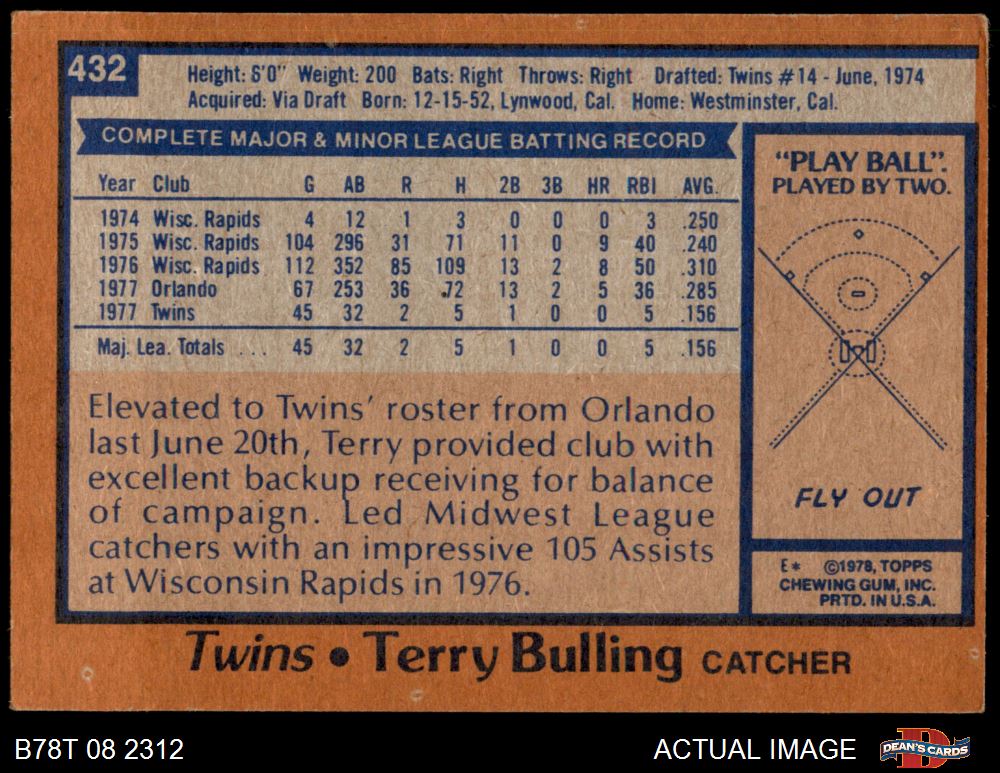 432
Height: 6'0" Weight: 200 Bats: Right Throws: Right Drafted: Twins #14 - June, 1974
Acquired: Via Draft Born: 12-15-52, Lynwood, Cal. Home: Westminster, Cal.
COMPLETE MAJOR & MINOR LEAGUE BATTING RECORD
Year Club G AB R H 2B 3B HR RBI AVG.
1974 Wisc. Rapids 4 12 1 3 0 0 0 3 .250
1975 Wisc. Rapids 104 296 31 71 11 0 9 40 .240
1976 Wisc. Rapids 112 352 85 109 13 2 8 50 .310
1977 Orlando 67 253 36 72 13 2 5 36 .285
1977 Twins 45 32 2 5 1 0 0 5 .156
Maj. Lea. Totals ... 45 32 2 5 1 0 0 5 .156
Elevated to Twins' roster from Orlando
last June 20th, Terry provided club with
excellent backup receiving for balance
of campaign. Led Midwest League
catchers with an impressive 105 Assists
at Wisconsin Rapids in 1976.
"PLAY BALL".
PLAYED BY TWO.
FLY OUT
E* ©1978, TOPPS
CHEWING GUM, INC.
PRTD. IN U.S.A.
Twins • Terry Bulling CATCHER
B78T 08 2312
ACTUAL IMAGE
DEAN'S CARDS